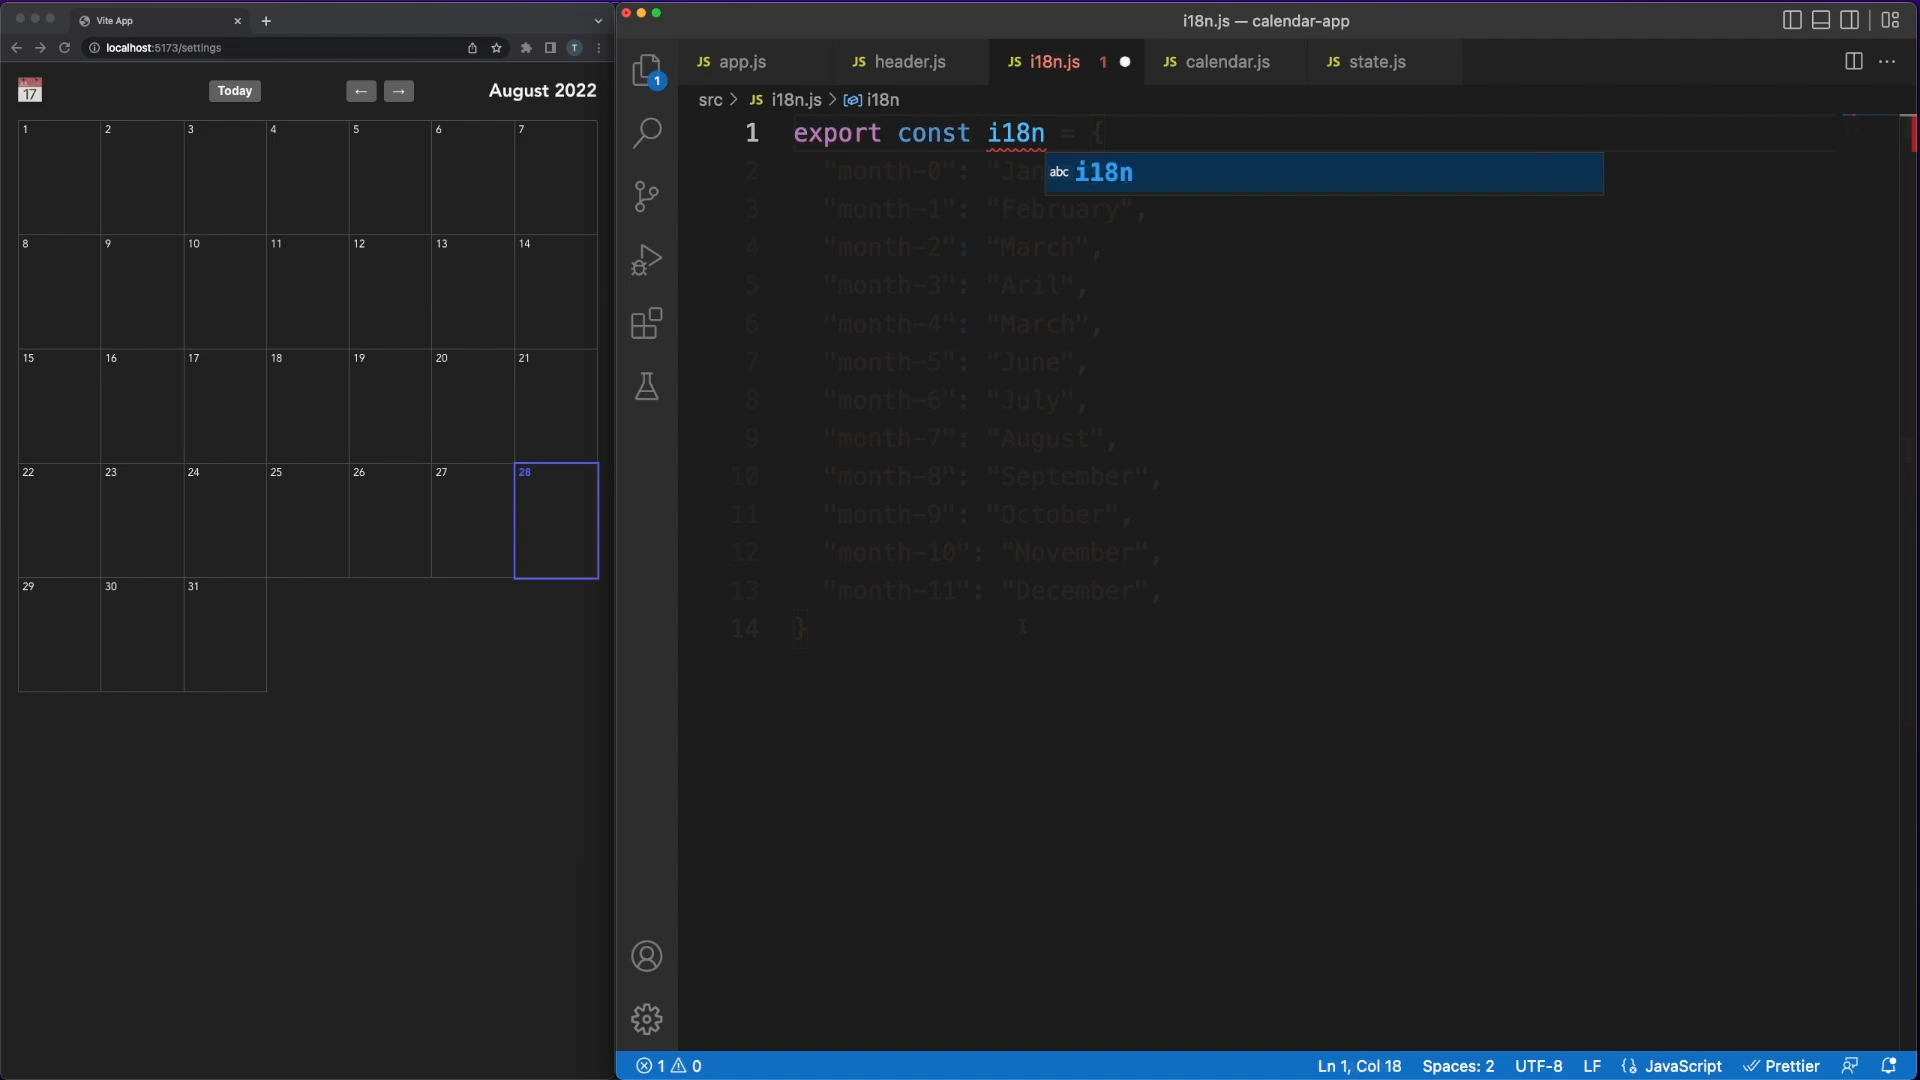 Vite App
localhost:5173/settings
T
17
Today
← →
August 2022
1 2 3 4 5 6 7
8 9 10 11 12 13 14
15 16 17 18 19 20 21
22 23 24 25 26 27 28
29 30 31
i18n.js — calendar-app
1
JS app.js
JS header.js
JS i18n.js 1
JS calendar.js
JS state.js
src > JS i18n.js > i18n
1 export const i18n = {
abc i18n
2 "month-0": "Jan
3 "month-1": "February",
4 "month-2": "March",
5 "month-3": "Aril",
6 "month-4": "March",
7 "month-5": "June",
8 "month-6": "July",
9 "month-7": "August",
10 "month-8": "September",
11 "month-9": "October",
12 "month-10": "November",
13 "month-11": "December",
14 }
1 0
Ln 1, Col 18 Spaces: 2 UTF-8 LF JavaScript Prettier